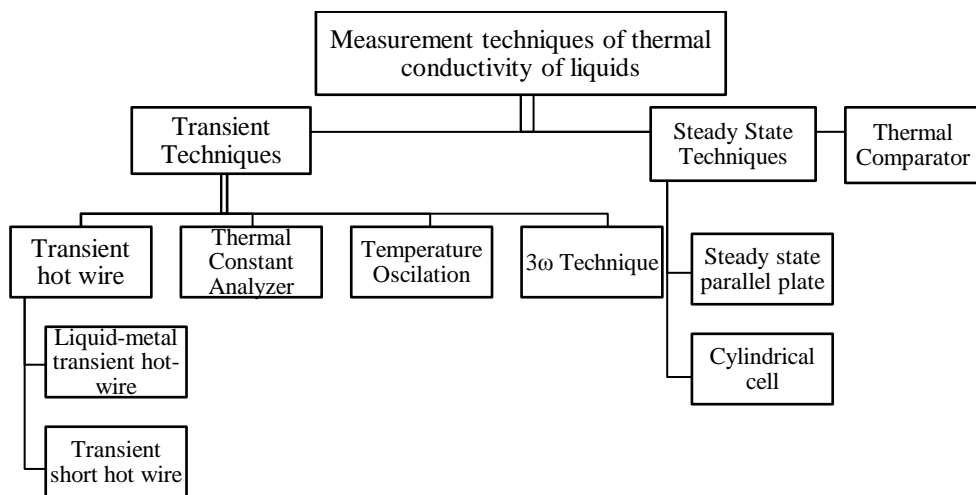 Measurement techniques of thermal
conductivity of liquids
Transient
Techniques
Steady State
Techniques
Thermal
Comparator
Transient
hot wire
Thermal
Constant
Analyzer
Temperature
Oscilation
3ω Technique
Steady state
parallel plate
Liquid-metal
transient hot-
wire
Cylindrical
cell
Transient
short hot wire